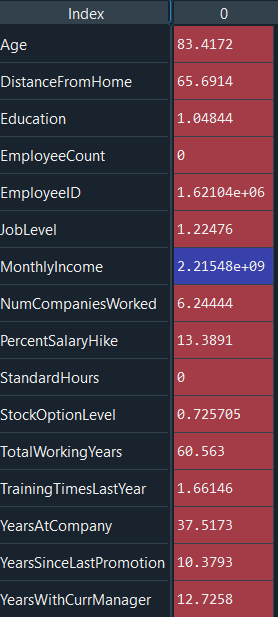 Index 0
Age 83.4172
DistanceFromHome 65.6914
Education 1.04844
EmployeeCount 0
EmployeeID 1.62104e+06
JobLevel 1.22476
MonthlyIncome 2.21548e+09
NumCompaniesWorked 6.24444
PercentSalaryHike 13.3891
StandardHours 0
StockOptionLevel 0.725705
TotalWorkingYears 60.563
TrainingTimesLastYear 1.66146
YearsAtCompany 37.5173
YearsSinceLastPromotion 10.3793
YearsWithCurrManager 12.7258